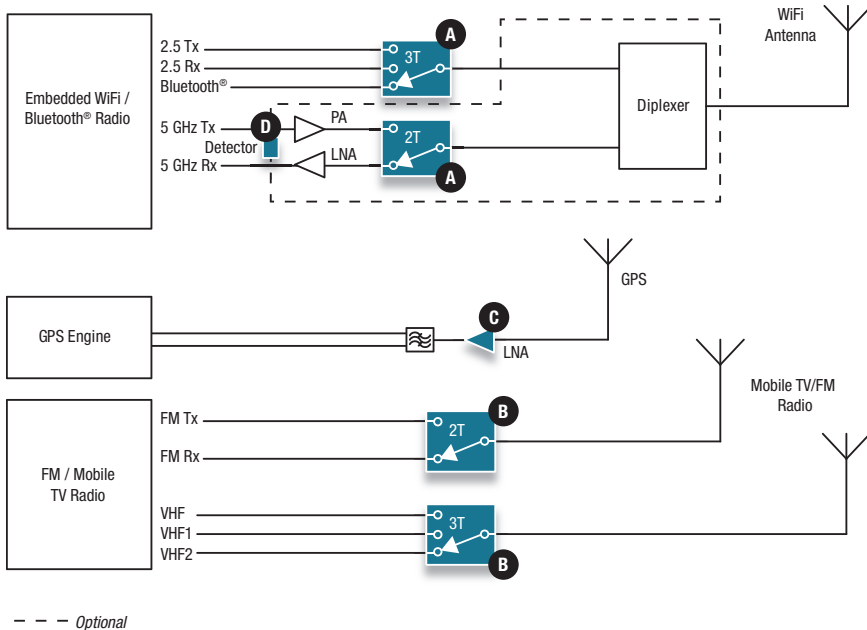 WiFi
Antenna
A
2.5 Tx
3T
2.5 Rx
Bluetooth®
Embedded WiFi /
Bluetooth® Radio
Diplexer
5 GHz Tx
D
PA
2T
Detector
LNA
5 GHz Rx
A
GPS
GPS Engine
C
LNA
Mobile TV/FM
Radio
B
FM Tx
2T
FM Rx
FM / Mobile
TV Radio
VHF
3T
VHF1
VHF2
B
Optional